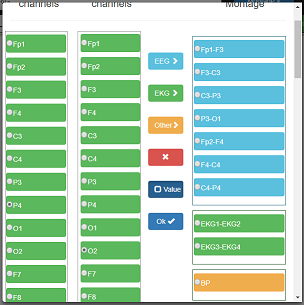 channels channels Montage
Fp1
Fp2
F3
F4
C3
C4
P3
P4
O1
O2
F7
F8
Fp1
Fp2
F3
F4
C3
C4
P3
P4
O1
O2
F7
F8
EEG
EKG
Other
Value
Ok
Fp1-F3
F3-C3
C3-P3
P3-O1
Fp2-F4
F4-C4
C4-P4
EKG1-EKG2
EKG3-EKG4
BP